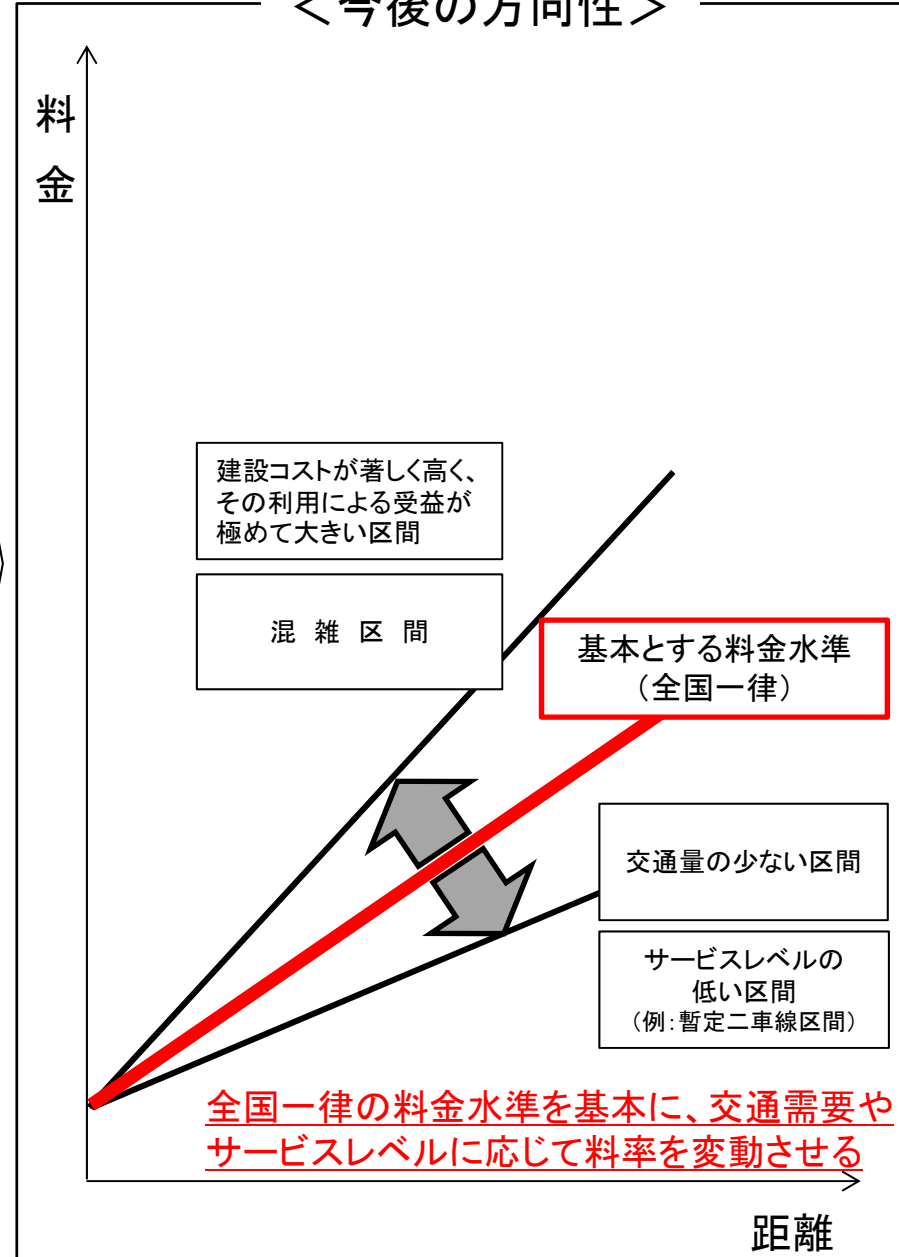 ＜今後の方向性＞
料
金
建設コストが著しく高く、
その利用による受益が
極めて大きい区間
混 雑 区 間
基本とする料金水準
（全国一律）
交通量の少ない区間
サービスレベルの
低い区間
（例：暫定二車線区間）
全国一律の料金水準を基本に、交通需要や
サービスレベルに応じて料率を変動させる
距離